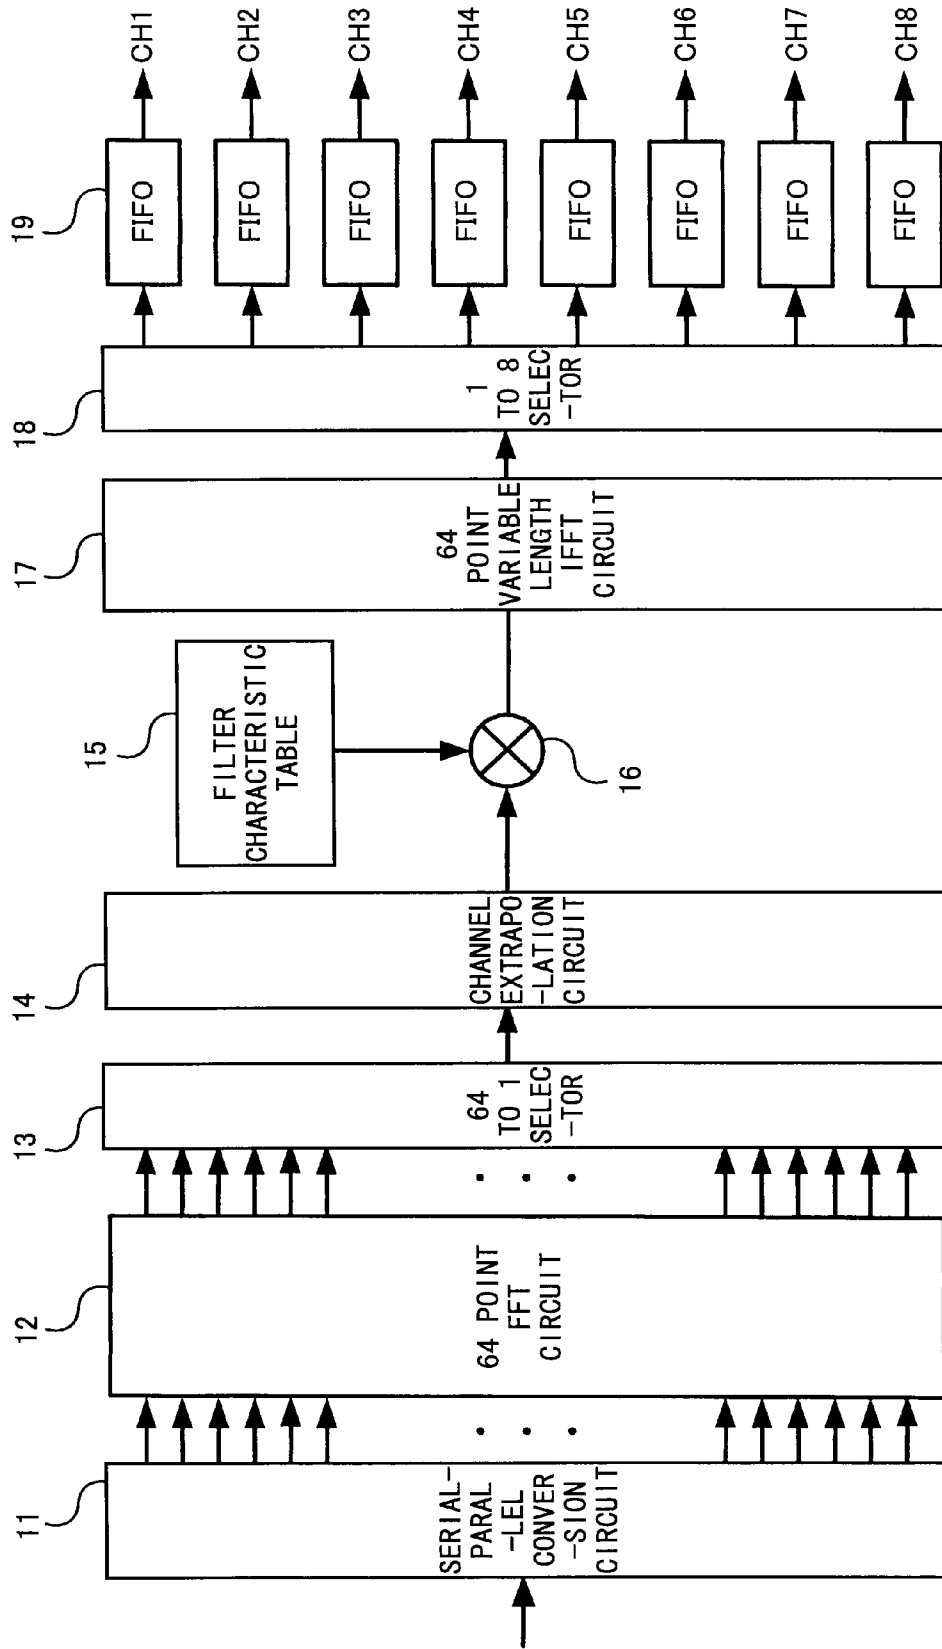 11
SERIAL-
PARAL
-LEL
CONVER
-SION
CIRCUIT
12
64 POINT
FFT
CIRCUIT
13
64
TO 1
SELEC
-TOR
14
CHANNEL
EXTRAPO
-LATION
CIRCUIT
15
FILTER
CHARACTERISTIC
TABLE
16
17
64
POINT
VARIABLE
LENGTH
IFFT
CIRCUIT
18
1
TO 8
SELEC
-TOR
19
FIFO
CH1
FIFO
CH2
FIFO
CH3
FIFO
CH4
FIFO
CH5
FIFO
CH6
FIFO
CH7
FIFO
CH8